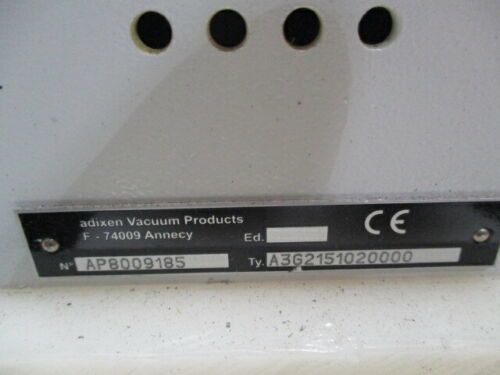 adixen Vacuum Products
F - 74009 Annecy
Ed. CE
N° AP8009185 Ty. A3G2151020000